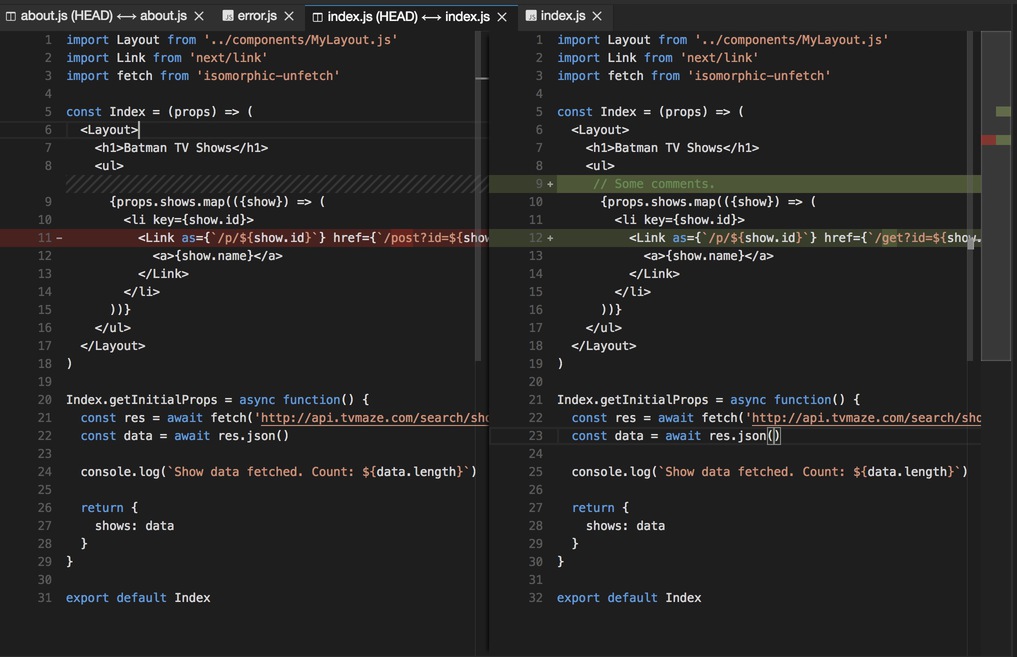 about.js (HEAD) ⟷ about.js ×
error.js ×
index.js (HEAD) ⟷ index.js ×
index.js ×
1 import Layout from '../components/MyLayout.js'
2 import Link from 'next/link'
3 import fetch from 'isomorphic-unfetch'
4
5 const Index = (props) => (
6 <Layout>
7 <h1>Batman TV Shows</h1>
8 <ul>
9 {props.shows.map(({show}) => (
10 <li key={show.id}>
11 - <Link as={`/p/${show.id}`} href={`/post?id=${show
12 <a>{show.name}</a>
13 </Link>
14 </li>
15 ))}
16 </ul>
17 </Layout>
18 )
19
20 Index.getInitialProps = async function() {
21 const res = await fetch('http://api.tvmaze.com/search/sho
22 const data = await res.json()
23
24 console.log(`Show data fetched. Count: ${data.length}`)
25
26 return {
27 shows: data
28 }
29 }
30
31 export default Index
1 import Layout from '../components/MyLayout.js'
2 import Link from 'next/link'
3 import fetch from 'isomorphic-unfetch'
4
5 const Index = (props) => (
6 <Layout>
7 <h1>Batman TV Shows</h1>
8 <ul>
9 + // Some comments.
10 {props.shows.map(({show}) => (
11 <li key={show.id}>
12 + <Link as={`/p/${show.id}`} href={`/get?id=${show.
13 <a>{show.name}</a>
14 </Link>
15 </li>
16 ))}
17 </ul>
18 </Layout>
19 )
20
21 Index.getInitialProps = async function() {
22 const res = await fetch('http://api.tvmaze.com/search/sho
23 const data = await res.json()
24
25 console.log(`Show data fetched. Count: ${data.length}`)
26
27 return {
28 shows: data
29 }
30 }
31
32 export default Index